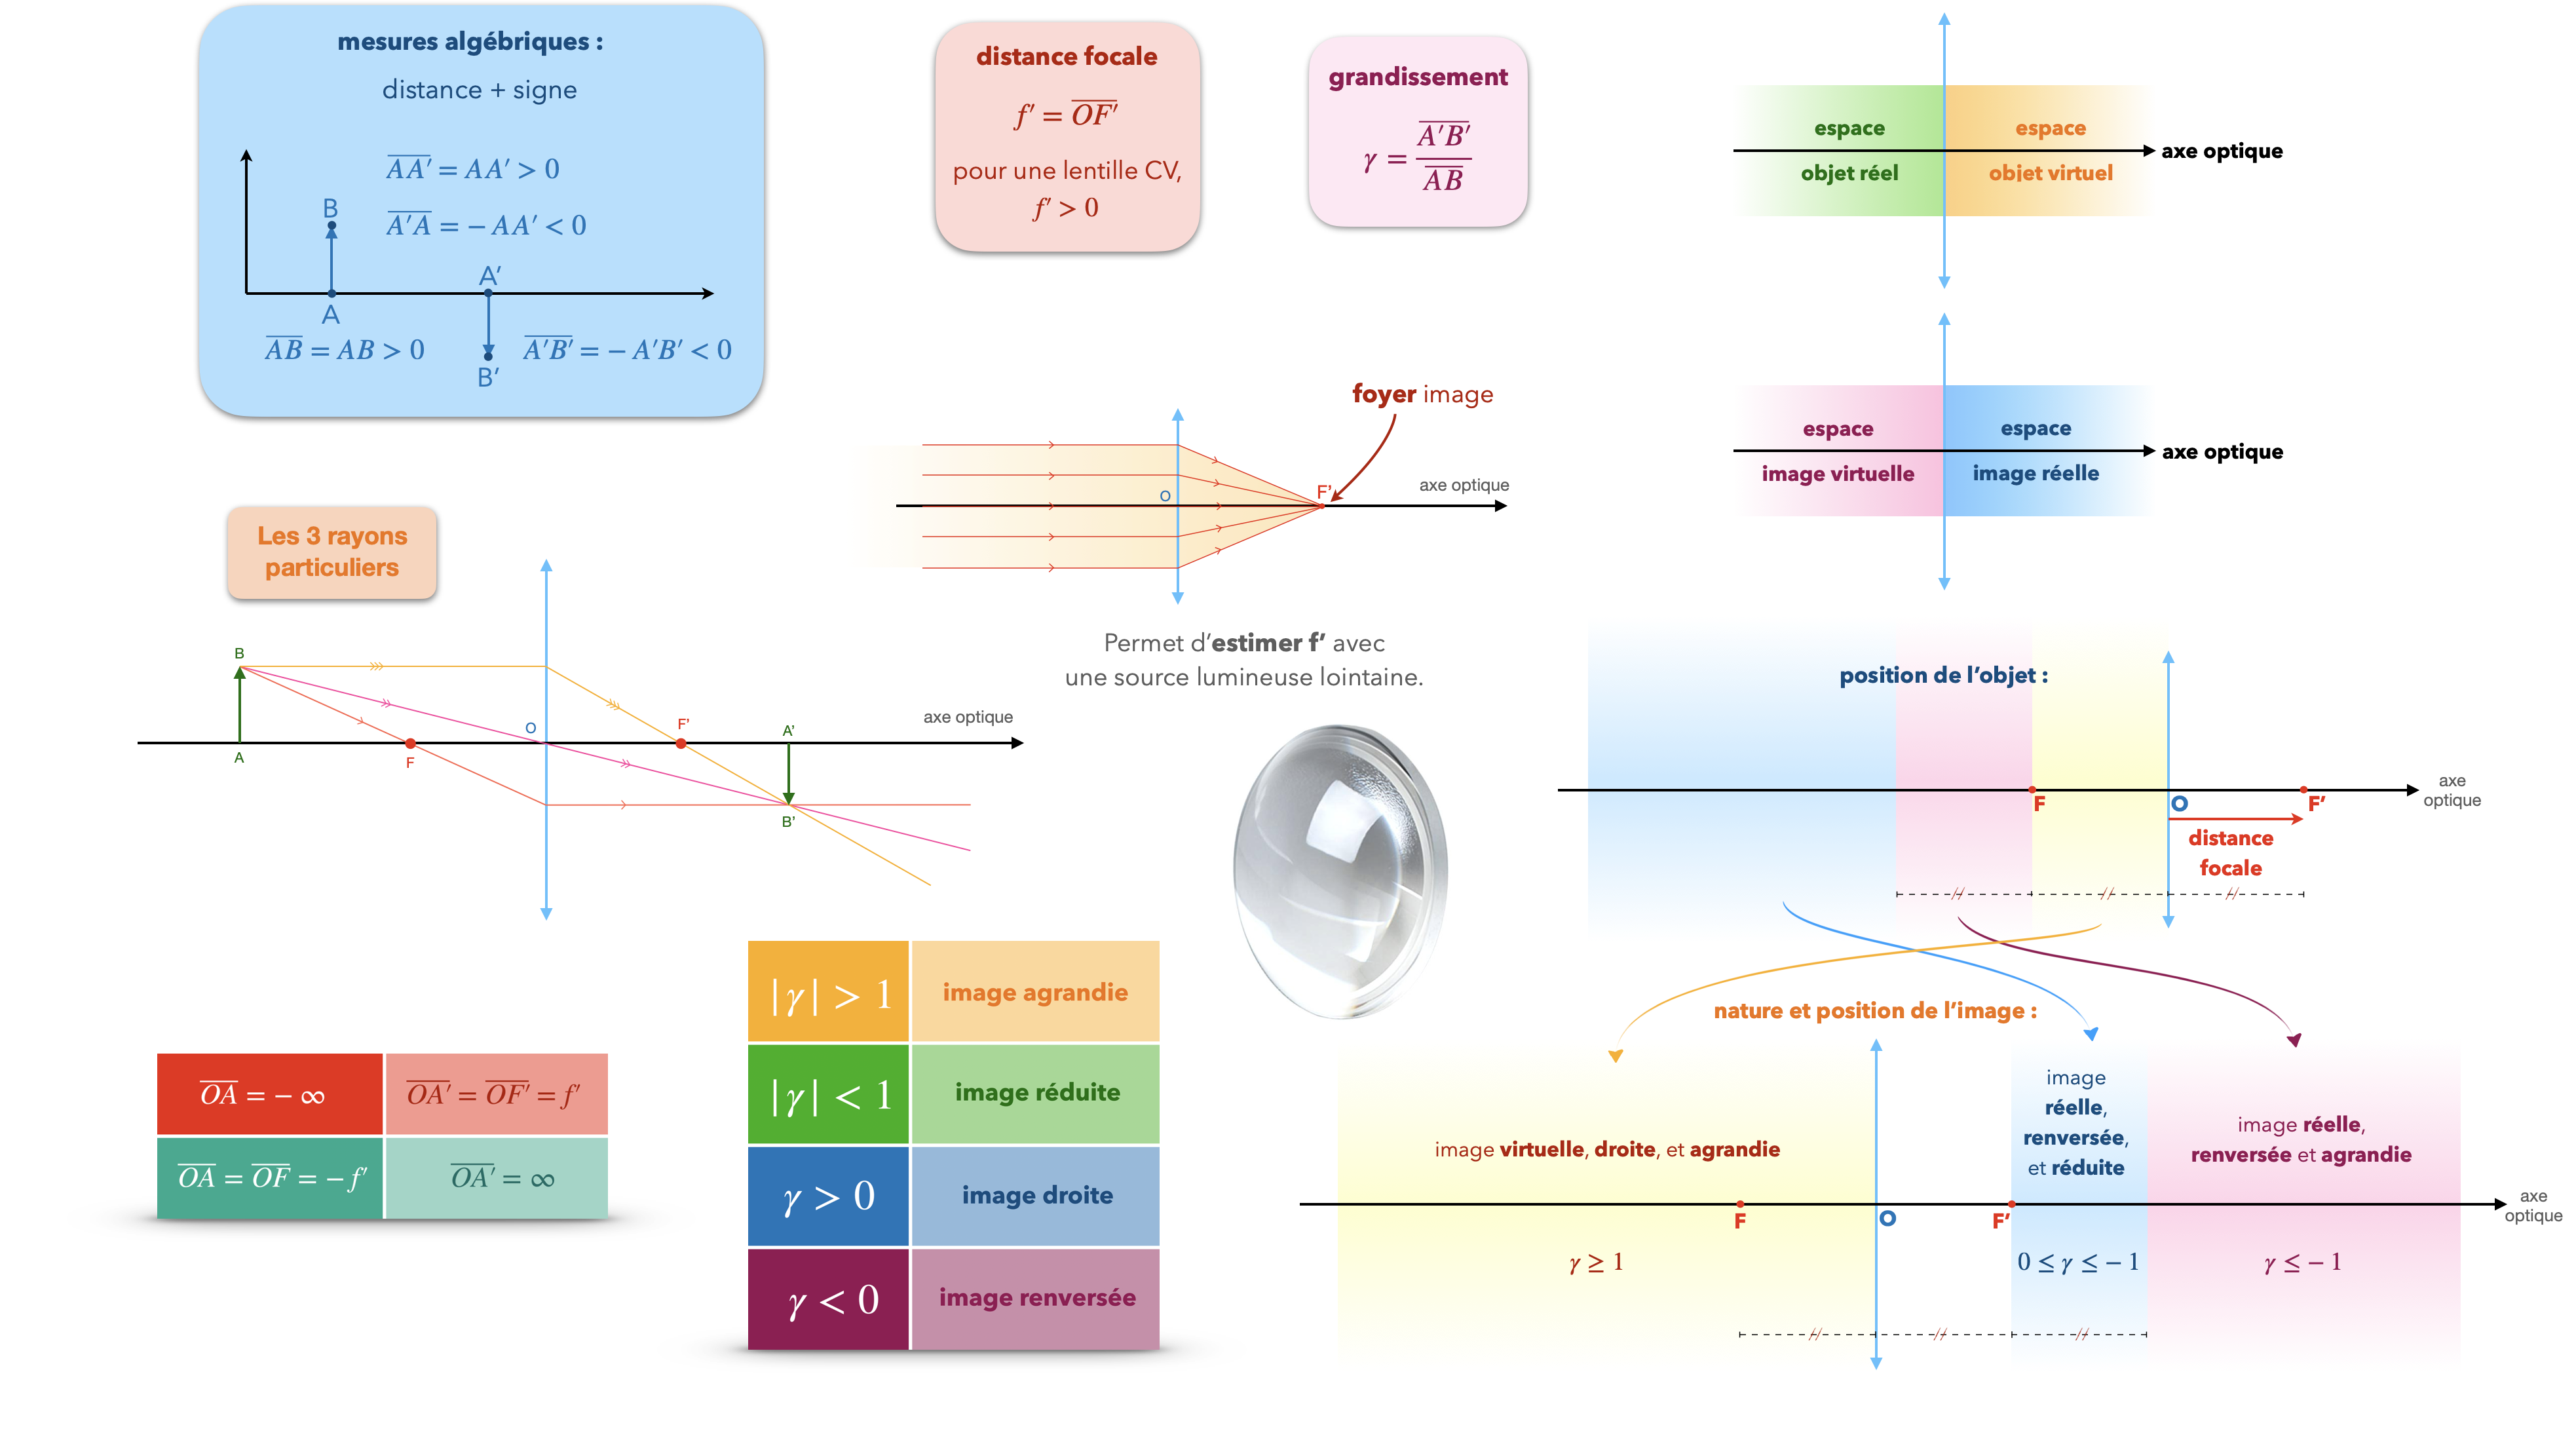 mesures algébriques :
distance + signe
$\overline{AA'} = AA' > 0$
$\overline{A'A} = -AA' < 0$
B
A'
A
$\overline{AB} = AB > 0$
$\overline{A'B'} = -A'B' < 0$
B'
distance focale
$f' = \overline{OF'}$
pour une lentille CV,
$f' > 0$
grandissement
$\gamma = \frac{\overline{A'B'}}{\overline{AB}}$
espace
objet réel
espace
objet virtuel
axe optique
espace
image virtuelle
espace
image réelle
axe optique
foyer image
O
F'
axe optique
Permet d'estimer f' avec
une source lumineuse lointaine.
Les 3 rayons
particuliers
B
A
F
O
F'
A'
B'
axe optique
position de l'objet :
F
O
F'
axe
optique
distance
focale
$\overline{OA} = -\infty$
$\overline{OA'} = \overline{OF'} = f'$
$\overline{OA} = \overline{OF} = -f'$
$\overline{OA'} = \infty$
$|\gamma| > 1$
image agrandie
$|\gamma| < 1$
image réduite
$\gamma > 0$
image droite
$\gamma < 0$
image renversée
nature et position de l'image :
image virtuelle, droite, et agrandie
image
réelle,
renversée,
et réduite
image réelle,
renversée et agrandie
F
O
F'
axe
optique
$\gamma \geq 1$
$0 \leq \gamma \leq -1$
$\gamma \leq -1$